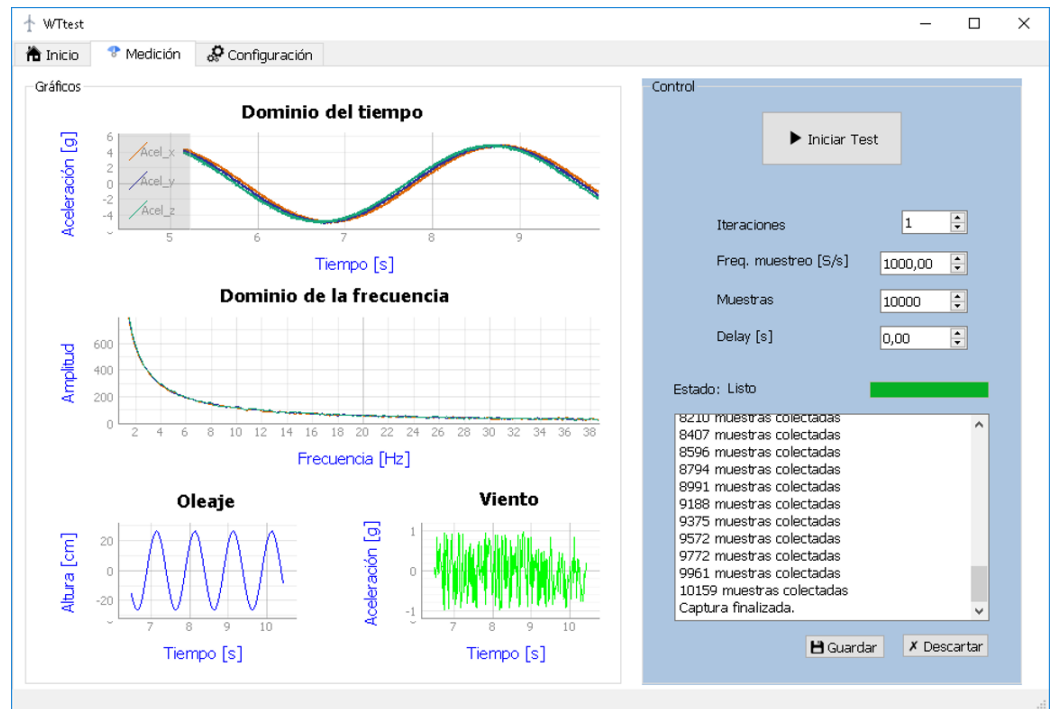 WTtest
Inicio
Medición
Configuración
Gráficos
Dominio del tiempo
Aceleración [g]
6
4
2
0
-2
-4
Acel_x
Acel_y
Acel_z
5 6 7 8 9
Tiempo [s]
Dominio de la frecuencia
Amplitud
600
400
200
0
2 4 6 8 10 12 14 16 18 20 22 24 26 28 30 32 34 36 38
Frecuencia [Hz]
Oleaje
Altura [cm]
20
0
-20
7 8 9 10
Tiempo [s]
Viento
Aceleración [g]
1
0
-1
7 8 9 10
Tiempo [s]
Control
Iniciar Test
Iteraciones 1
Freq. muestreo [S/s] 1000,00
Muestras 10000
Delay [s] 0,00
Estado: Listo
8210 muestras colectadas
8407 muestras colectadas
8596 muestras colectadas
8794 muestras colectadas
8991 muestras colectadas
9188 muestras colectadas
9375 muestras colectadas
9572 muestras colectadas
9772 muestras colectadas
9961 muestras colectadas
10159 muestras colectadas
Captura finalizada.
Guardar
Descartar